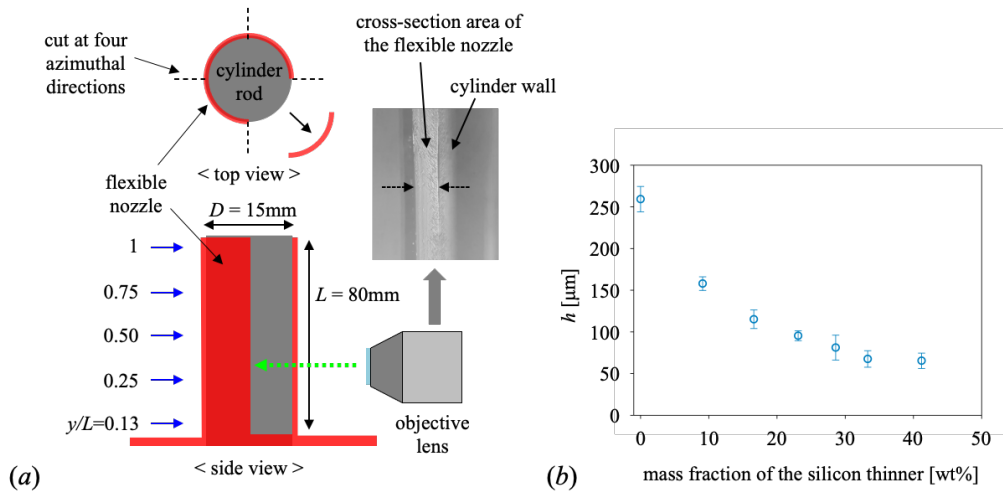 cut at four
azimuthal
directions
cylinder
rod
flexible
nozzle
< top view >
D = 15mm
1
0.75
0.50
0.25
y/L=0.13
L = 80mm
< side view >
cross-section area of
the flexible nozzle
cylinder wall
objective
lens
(a)
300
250
200
150
100
50
0
h [μm]
0 10 20 30 40 50
mass fraction of the silicon thinner [wt%]
(b)